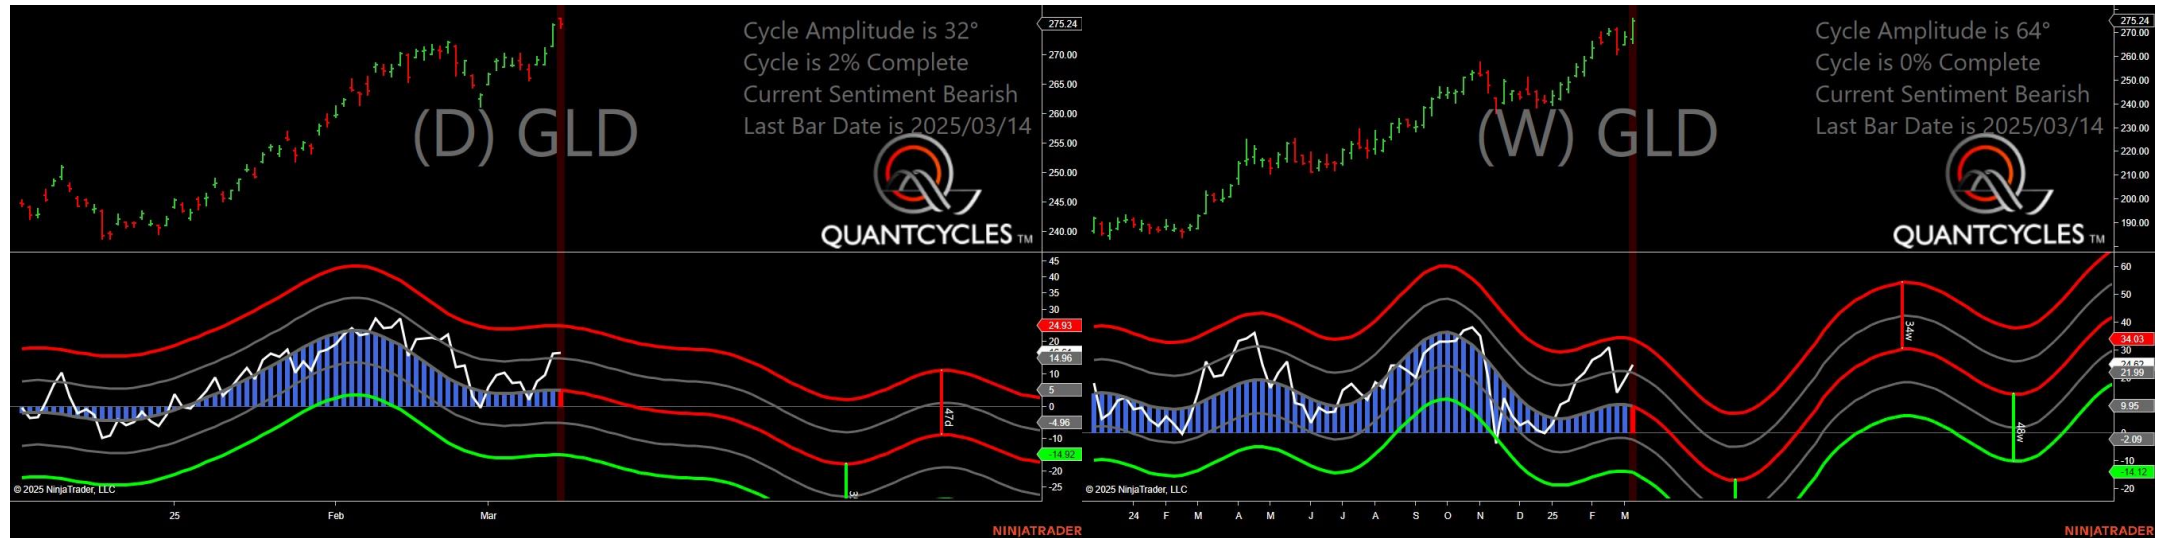 Cycle Amplitude is 32°
Cycle is 2% Complete
Current Sentiment Bearish
Last Bar Date is 2025/03/14
(D) GLD
QUANTCYCLES TM
275.24
270.00
265.00
260.00
255.00
250.00
245.00
240.00
45
40
35
30
24.93
20
14.96
10
5
0
-4.96
-10
-14.92
-20
-25
47d
© 2025 NinjaTrader, LLC
25 Feb Mar
NINJATRADER
Cycle Amplitude is 64°
Cycle is 0% Complete
Current Sentiment Bearish
Last Bar Date is 2025/03/14
(W) GLD
QUANTCYCLES TM
275.24
270.00
260.00
250.00
240.00
230.00
220.00
210.00
200.00
190.00
60
50
40
34.03
30
21.99
9.95
-2.09
-10
-14.12
-20
34w
48w
© 2025 NinjaTrader, LLC
24 F M A M J J A S O N D 25 F M
NINJATRADER